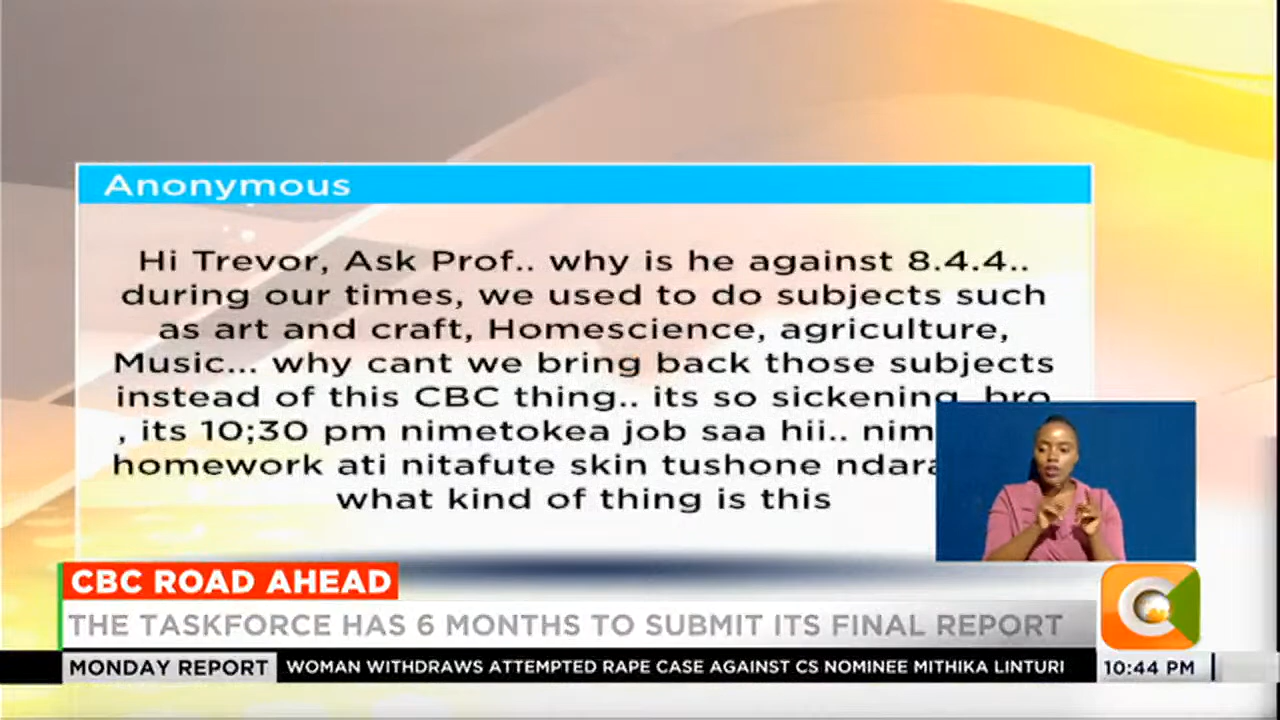 Anonymous
Hi Trevor, Ask Prof.. why is he against 8.4.4..
during our times, we used to do subjects such
as art and craft, Homescience, agriculture,
Music... why cant we bring back those subjects
instead of this CBC thing.. its so sickening bro
, its 10;30 pm nimetokea job saa hii..
homework ati nitafute skin tushone
what kind of thing is this
CBC ROAD AHEAD
THE TASKFORCE HAS 6 MONTHS TO SUBMIT ITS FINAL REPORT
MONDAY REPORT WOMAN WITHDRAWS ATTEMPTED RAPE CASE AGAINST CS NOMINEE MITHIKA LINTURI 10:44 PM